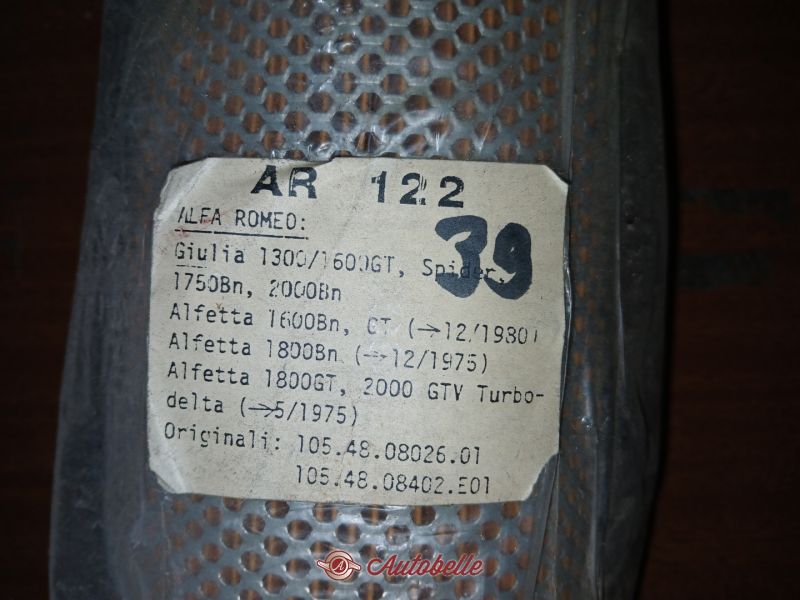 AR 122
39
ALFA ROMEO:
Giulia 1300/1600GT, Spider,
1750Bn, 2000Bn
Alfetta 1600Bn, GT (→12/1980)
Alfetta 1800Bn (→12/1975)
Alfetta 1800GT, 2000 GTV Turbo-
delta (→5/1975)
Originali: 105.48.08026.01
105.48.08402.E01
Autobelle